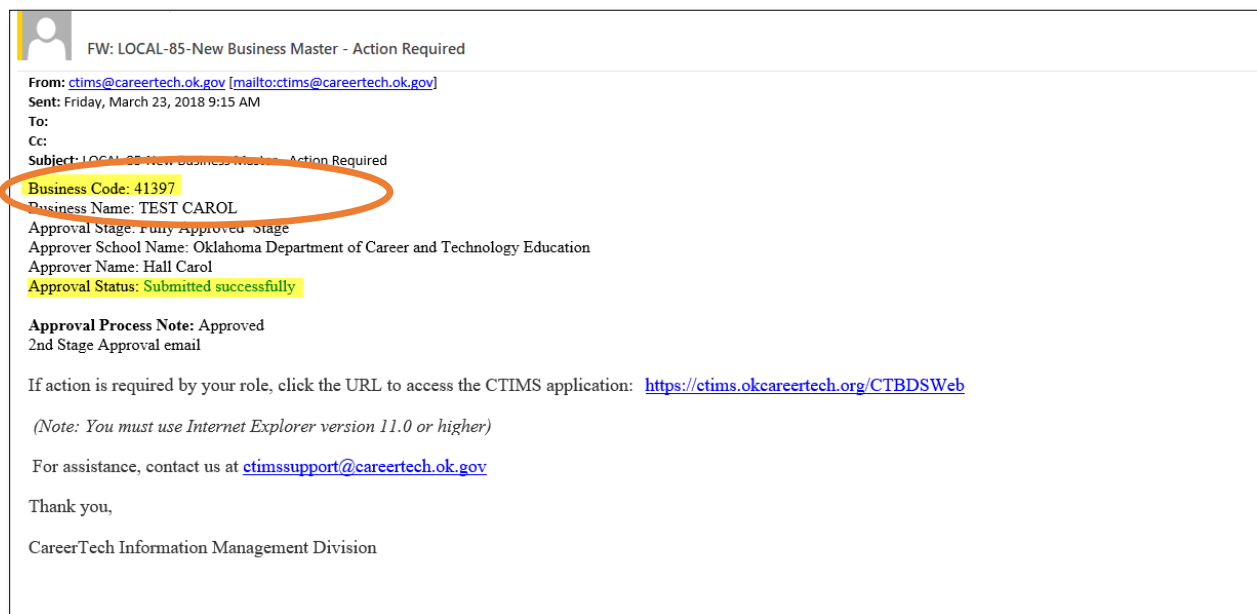 FW: LOCAL-85-New Business Master - Action Required
From: ctims@careertech.ok.gov [mailto:ctims@careertech.ok.gov]
Sent: Friday, March 23, 2018 9:15 AM
To:
Cc:
Subject: LOCAL-85-New Business Master - Action Required
Business Code: 41397
Business Name: TEST CAROL
Approval Stage: Fully Approved Stage
Approver School Name: Oklahoma Department of Career and Technology Education
Approver Name: Hall Carol
Approval Status: Submitted successfully
Approval Process Note: Approved
2nd Stage Approval email
If action is required by your role, click the URL to access the CTIMS application: https://ctims.okcareertech.org/CTBDSWeb
(Note: You must use Internet Explorer version 11.0 or higher)
For assistance, contact us at ctimssupport@careertech.ok.gov
Thank you,
CareerTech Information Management Division